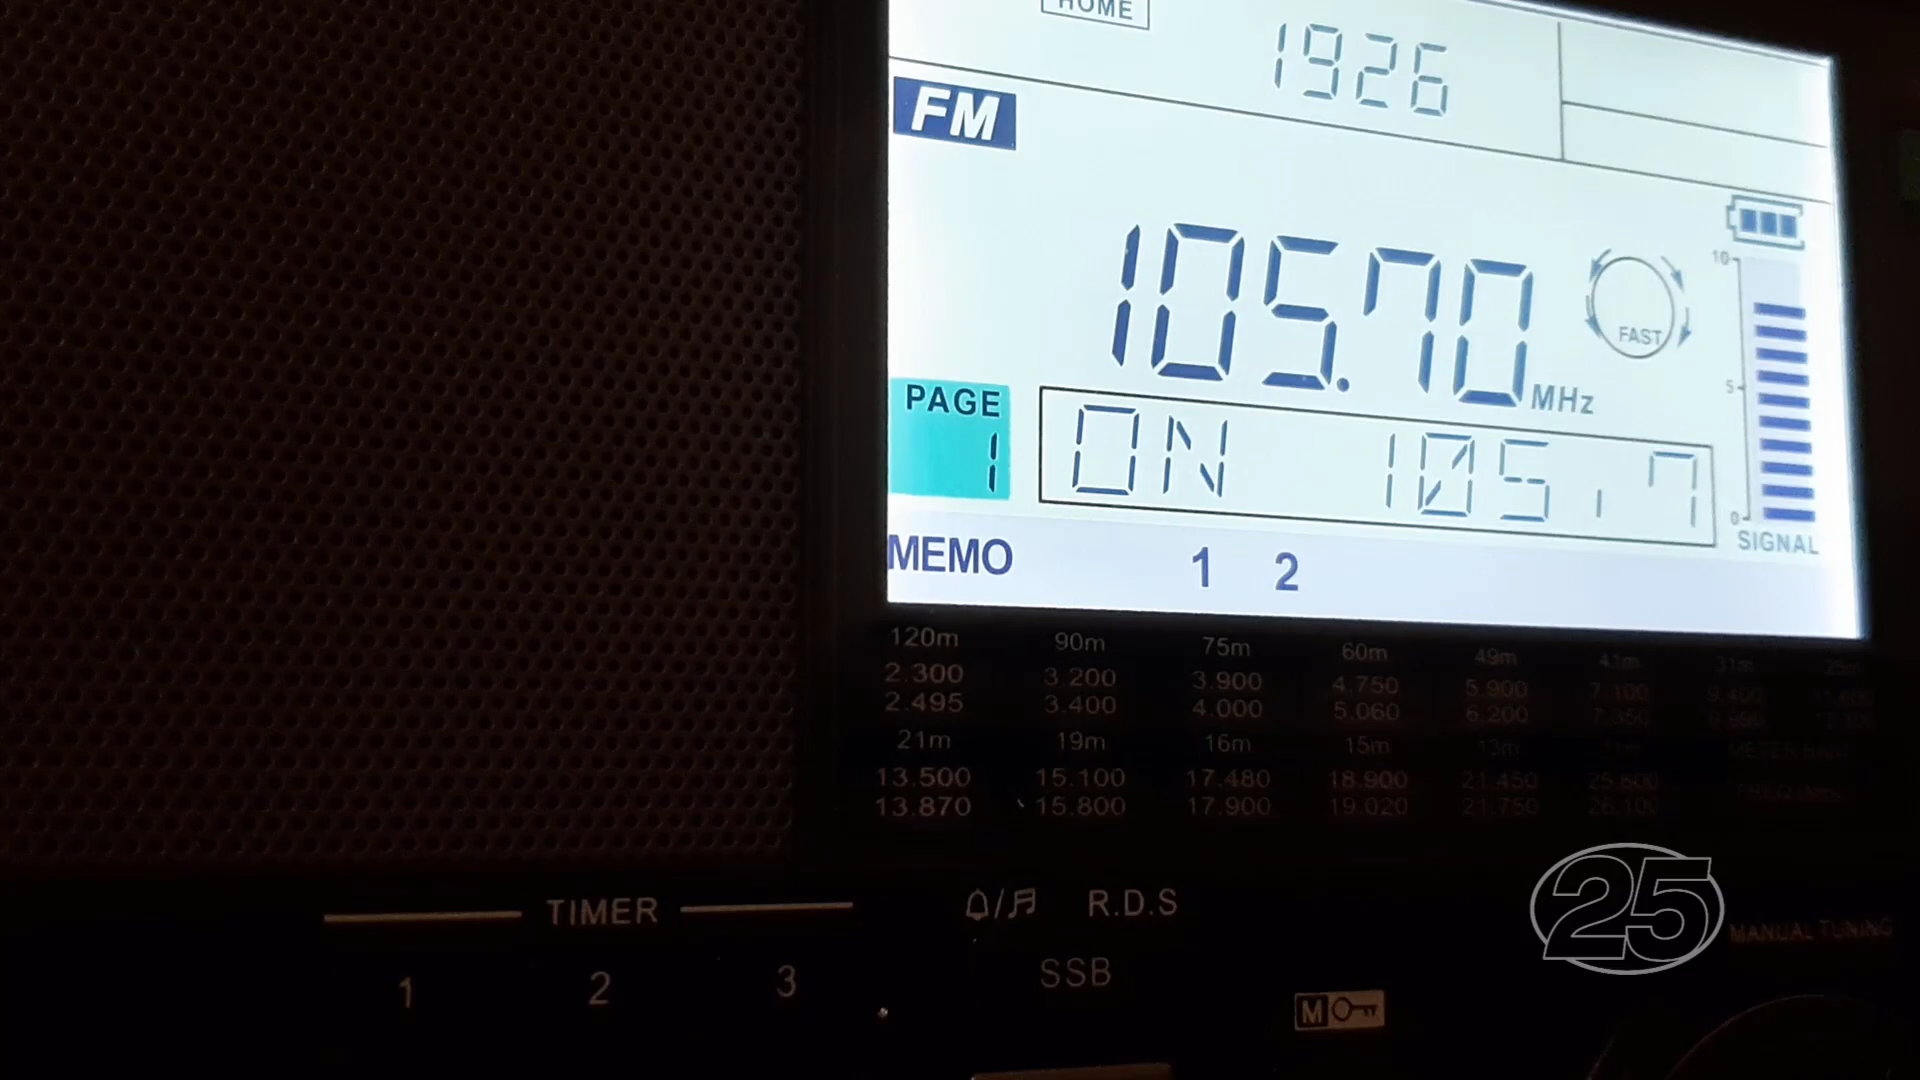 HOME
1926
FM
105.70 MHz
FAST
10
5
0
SIGNAL
PAGE
1
ON 105.7
MEMO 1 2
120m 90m 75m 60m 49m 41m 31m 25m
2.300 3.200 3.900 4.750 5.900 7.100 9.400
2.495 3.400 4.000 5.060 6.200 7.350
21m 19m 16m 15m 13m 11m METER BAND
13.500 15.100 17.480 18.900 21.450 25.600
13.870 15.800 17.900 19.020 21.750 26.100
TIMER
1 2 3
R.D.S
SSB
M
25
MANUAL TUNING